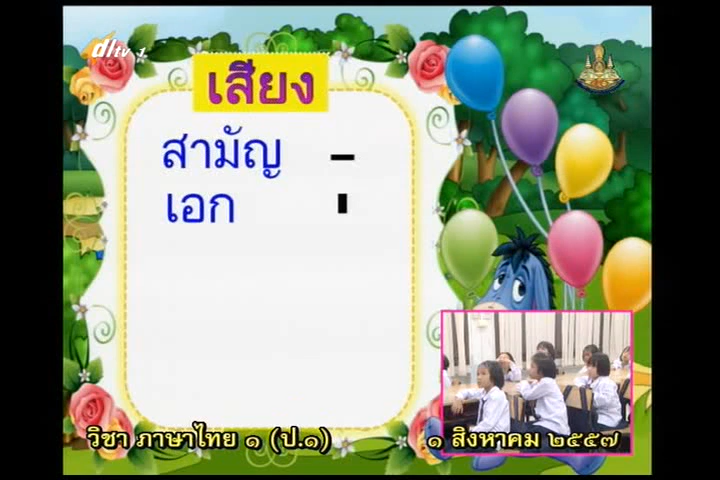 dltv 1
เสียง
สามัญ -
เอก '
วิชา ภาษาไทย ๑ (ป.๑)
๑ สิงหาคม ๒๕๕๗